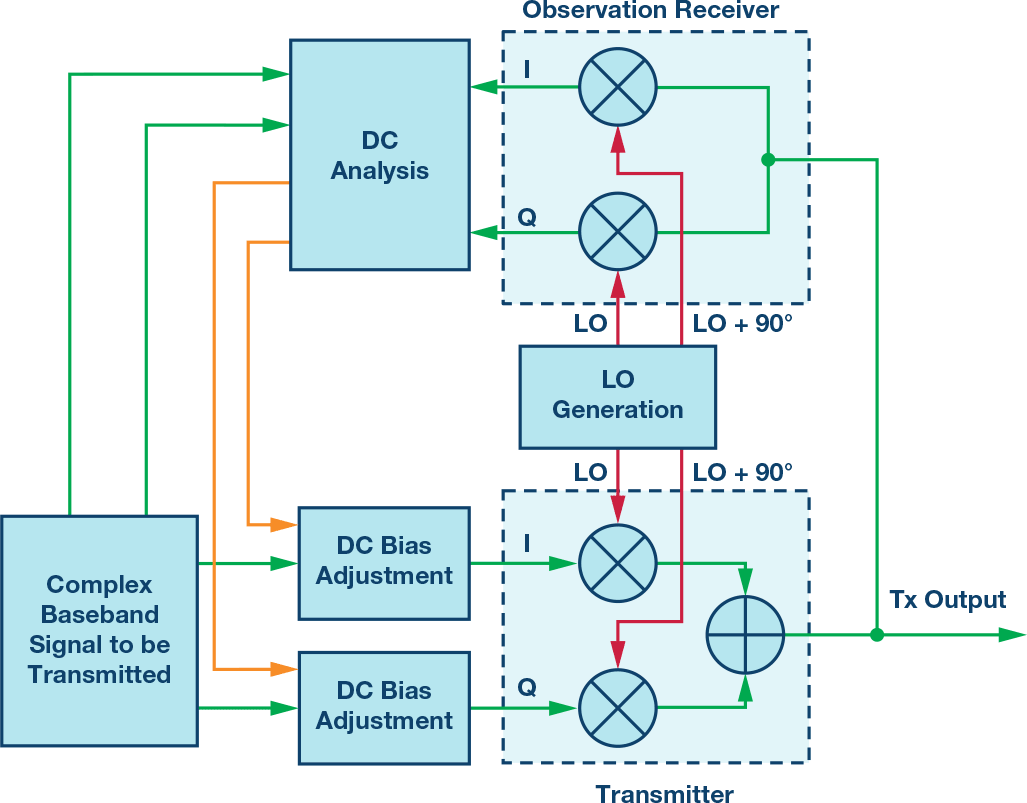 Observation Receiver
I
DC
Analysis
Q
LO
LO + 90°
LO
Generation
LO
LO + 90°
Complex
Baseband
Signal to be
Transmitted
DC Bias
Adjustment
I
Tx Output
DC Bias
Adjustment
Q
Transmitter